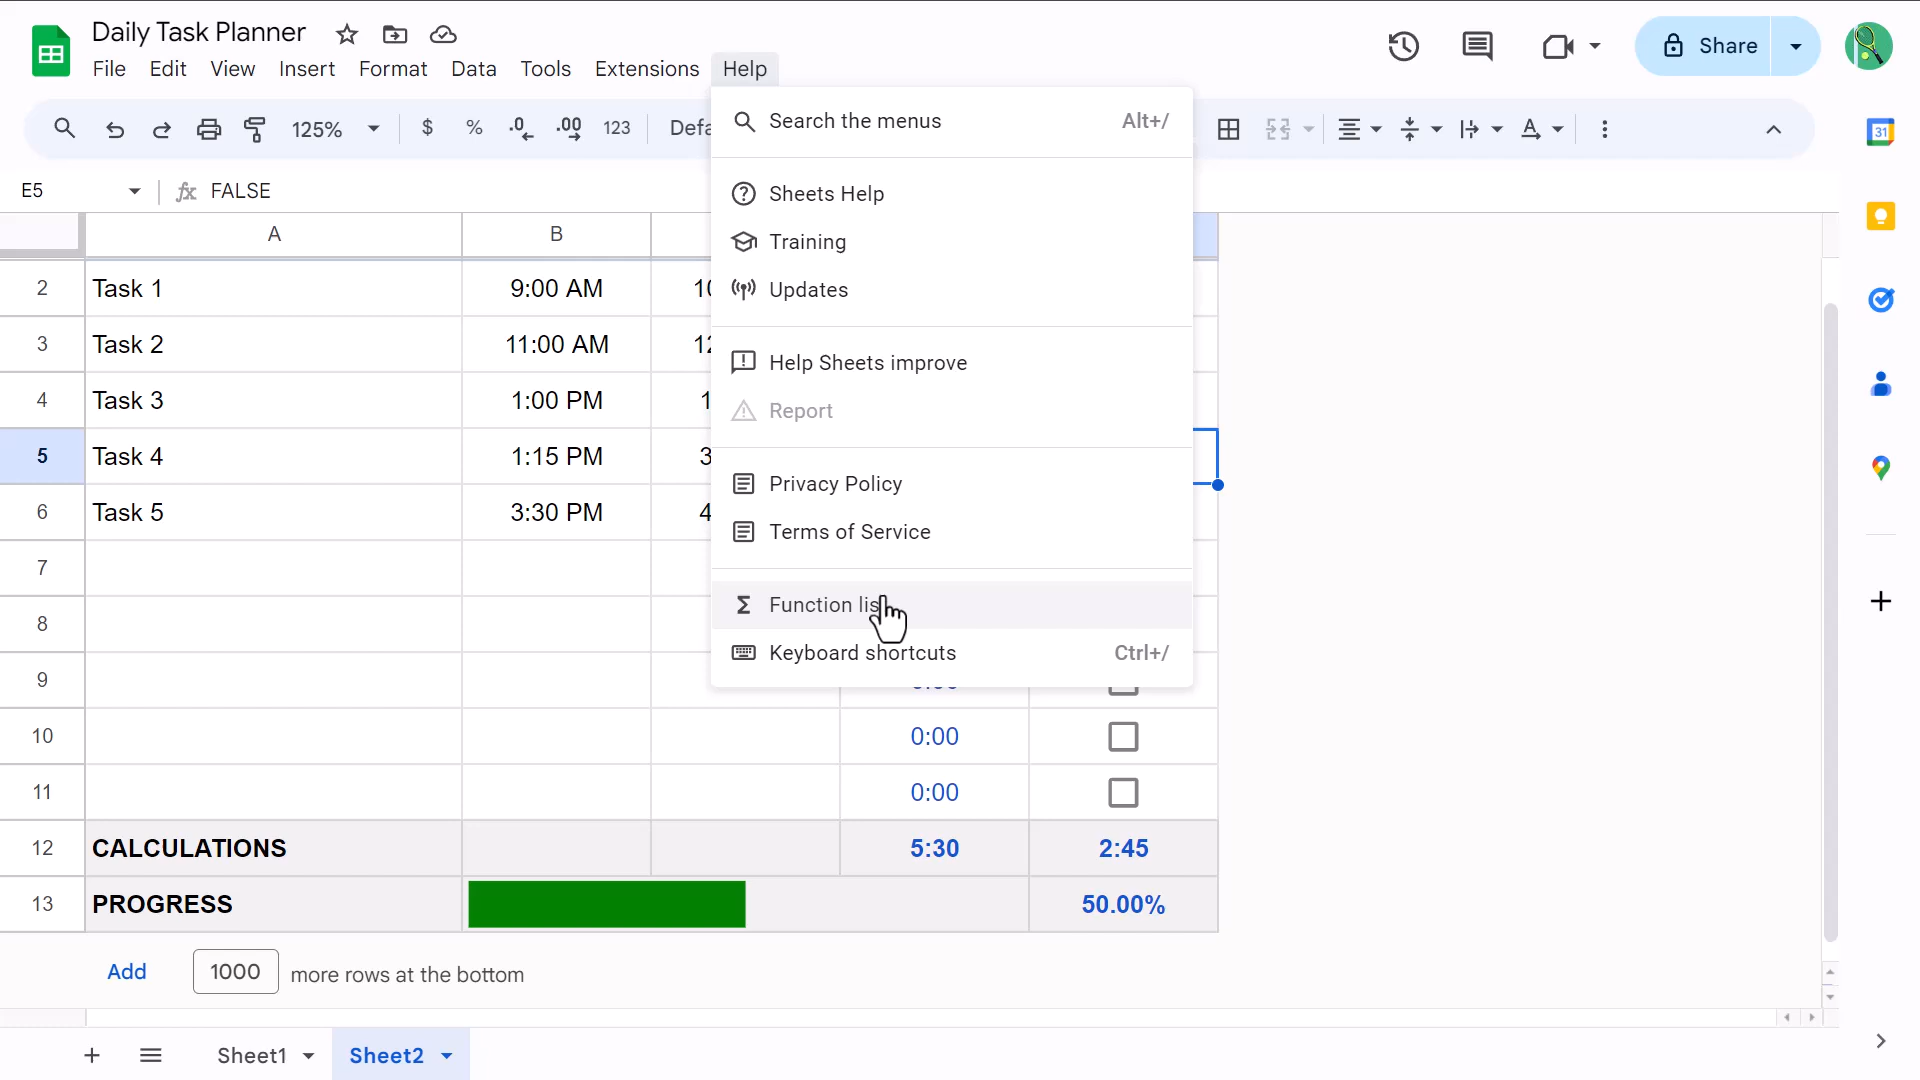 Daily Task Planner
File Edit View Insert Format Data Tools Extensions Help
Share
125% $ % .0 .00 123
Search the menus Alt+/
E5 FALSE
Sheets Help
Training
Updates
Help Sheets improve
Report
Privacy Policy
Terms of Service
Function
Keyboard shortcuts Ctrl+/
31
A B
2 Task 1 9:00 AM
3 Task 2 11:00 AM
4 Task 3 1:00 PM
5 Task 4 1:15 PM
6 Task 5 3:30 PM
7
8
9
10 0:00
11 0:00
12 CALCULATIONS 5:30 2:45
13 PROGRESS 50.00%
Add 1000 more rows at the bottom
Sheet1 Sheet2